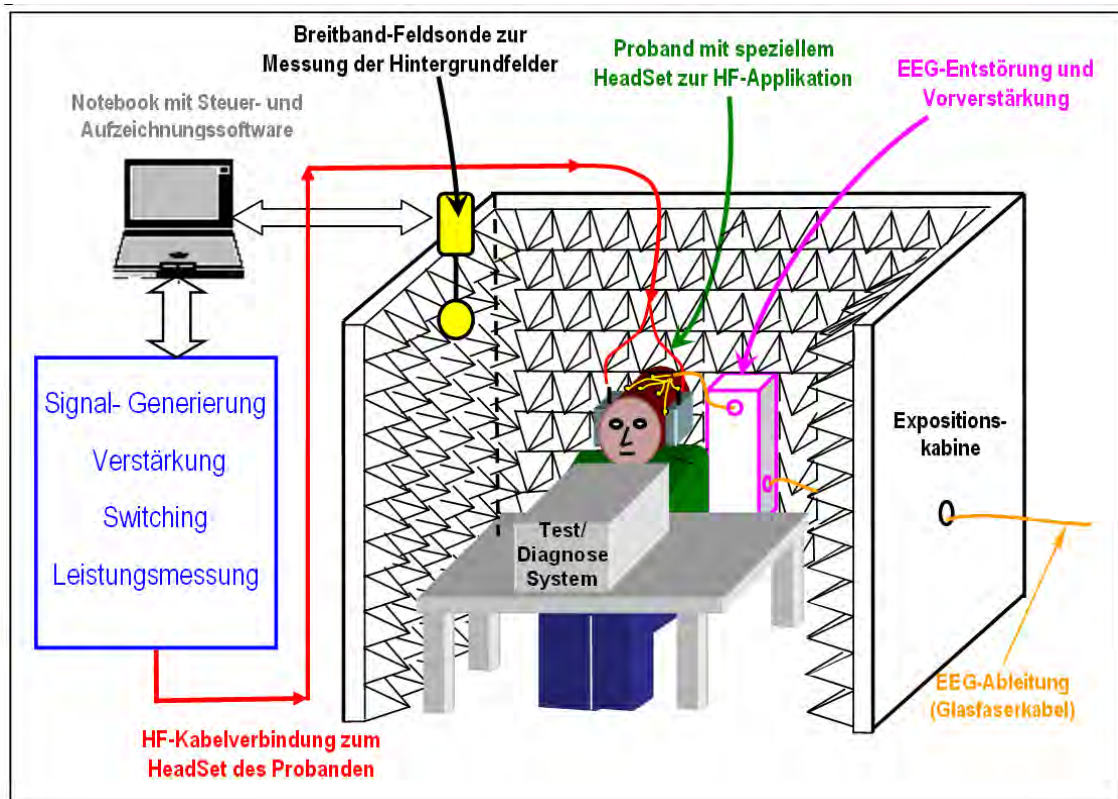 Breitband-Feldsonde zur
Messung der Hintergrundfelder
Proband mit speziellem
HeadSet zur HF-Applikation
EEG-Entstörung und
Vorverstärkung
Notebook mit Steuer- und
Aufzeichnungssoftware
Signal- Generierung
Verstärkung
Switching
Leistungsmessung
Expositions-
kabine
Test/
Diagnose
System
EEG-Ableitung
(Glasfaserkabel)
HF-Kabelverbindung zum
HeadSet des Probanden